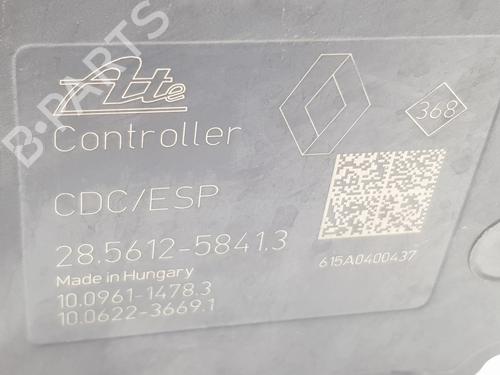 Ate
368
Controller
CDC/ESP
28.5612-5841.3
615A0400437
Made in Hungary
10.0961-1478.3
10.0622-3669.1
B-PARTS